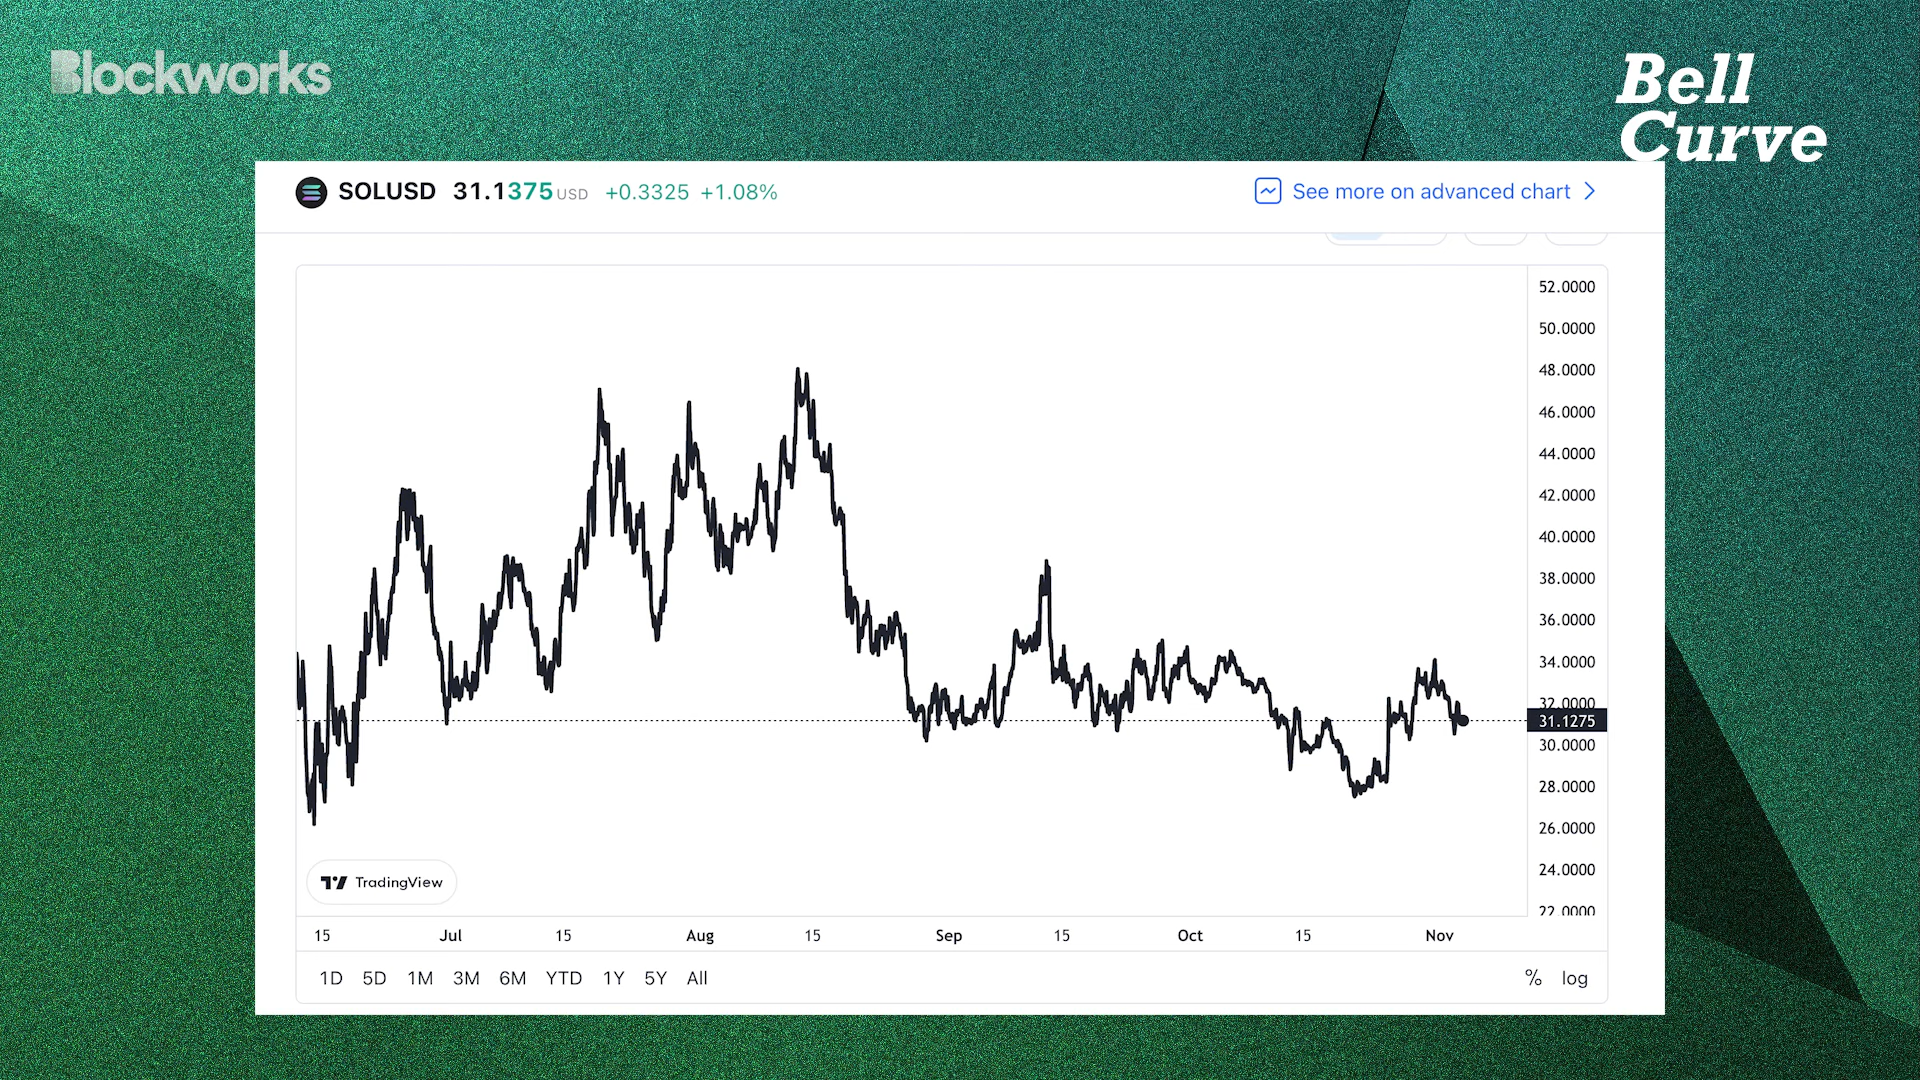 Blockworks
Bell
Curve
SOLUSD 31.1375 USD +0.3325 +1.08%
See more on advanced chart
52.0000
50.0000
48.0000
46.0000
44.0000
42.0000
40.0000
38.0000
36.0000
34.0000
32.0000
31.1275
30.0000
28.0000
26.0000
24.0000
22.0000
TradingView
15 Jul 15 Aug 15 Sep 15 Oct 15 Nov
1D 5D 1M 3M 6M YTD 1Y 5Y All
% log